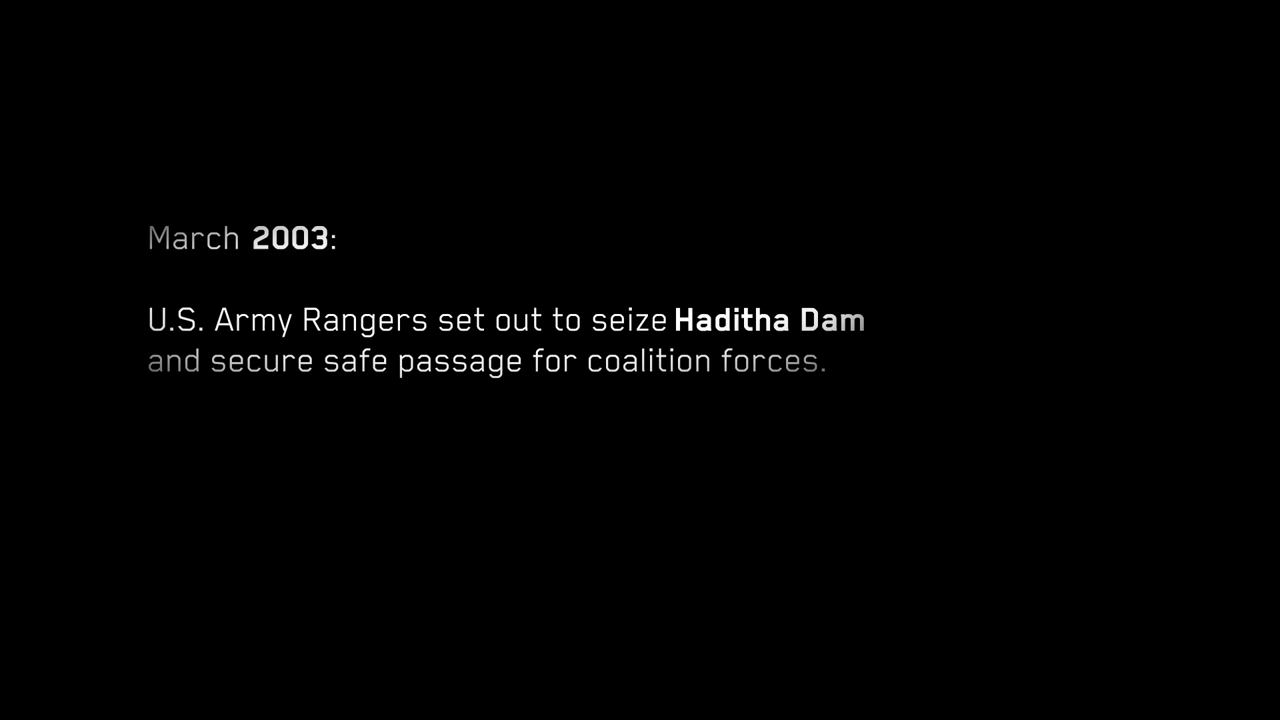 March 2003:
U.S. Army Rangers set out to seize Haditha Dam
and secure safe passage for coalition forces.